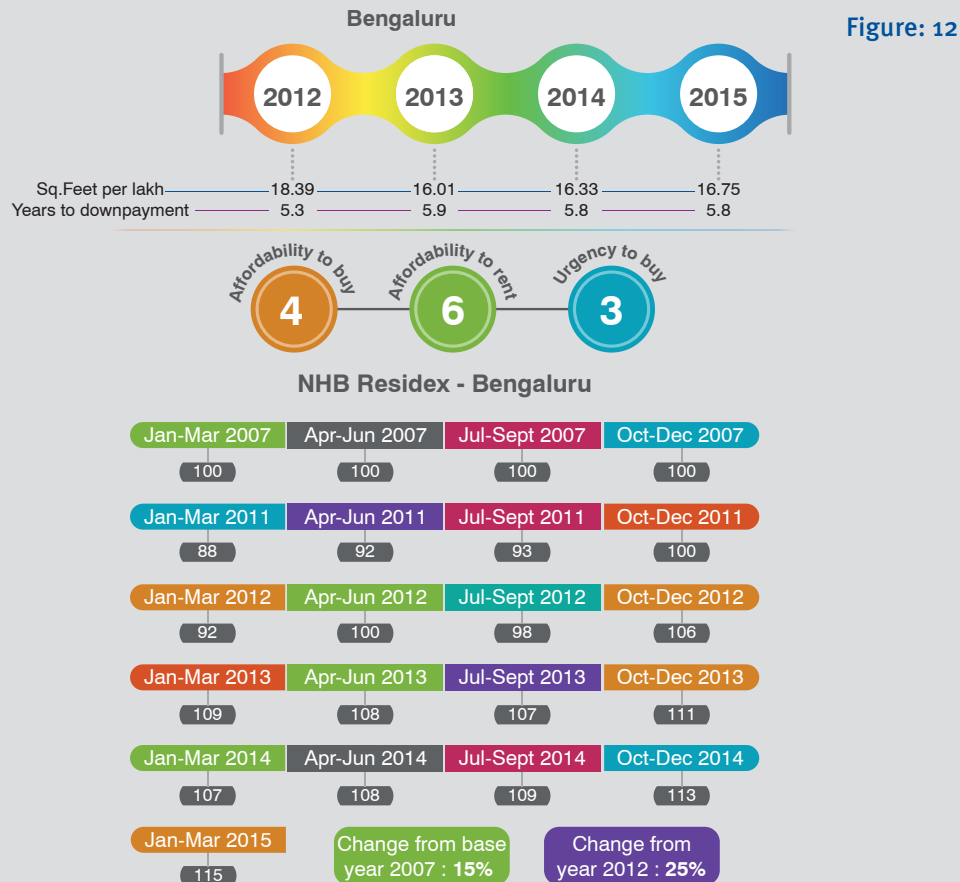 Bengaluru
Figure: 12
2012 2013 2014 2015
Sq.Feet per lakh 18.39 16.01 16.33 16.75
Years to downpayment 5.3 5.9 5.8 5.8
Affordability to buy Affordability to rent Urgency to buy
4 6 3
NHB Residex - Bengaluru
Jan-Mar 2007 Apr-Jun 2007 Jul-Sept 2007 Oct-Dec 2007
100 100 100 100
Jan-Mar 2011 Apr-Jun 2011 Jul-Sept 2011 Oct-Dec 2011
88 92 93 100
Jan-Mar 2012 Apr-Jun 2012 Jul-Sept 2012 Oct-Dec 2012
92 100 98 106
Jan-Mar 2013 Apr-Jun 2013 Jul-Sept 2013 Oct-Dec 2013
109 108 107 111
Jan-Mar 2014 Apr-Jun 2014 Jul-Sept 2014 Oct-Dec 2014
107 108 109 113
Jan-Mar 2015
115
Change from base
year 2007 : 15%
Change from
year 2012 : 25%